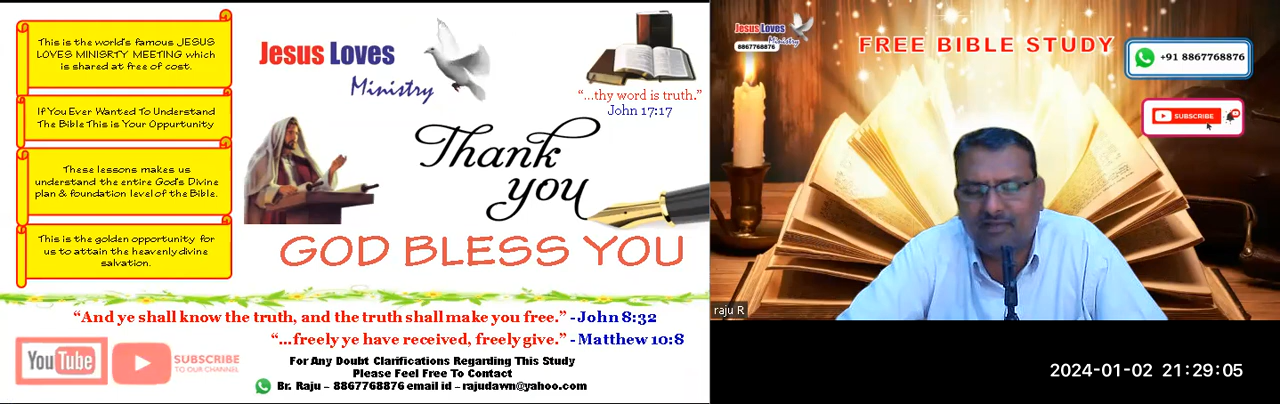 This is the world's famous JESUS
LOVES MINISRTY MEETING which
is shared at free of cost.
If You Ever Wanted To Understand
The Bible This is Your Oppurtunity
These lessons makes us
understand the entire God's Divine
plan & foundation level of the Bible.
This is the golden opportunity for
us to attain the heavenly divine
salvation.
Jesus Loves
Ministry
"...thy word is truth."
John 17:17
Thank
you
GOD BLESS YOU
"And ye shall know the truth, and the truth shall make you free." - John 8:32
"...freely ye have received, freely give." - Matthew 10:8
YouTube
SUBSCRIBE
TO OUR CHANNEL
For Any Doubt Clarifications Regarding This Study
Please Feel Free To Contact
Br. Raju – 8867768876 email id – rajudawn@yahoo.com
Jesus Loves
Ministry
8867768876
FREE BIBLE STUDY
+91 8867768876
SUBSCRIBE
raju R
2024-01-02 21:29:05